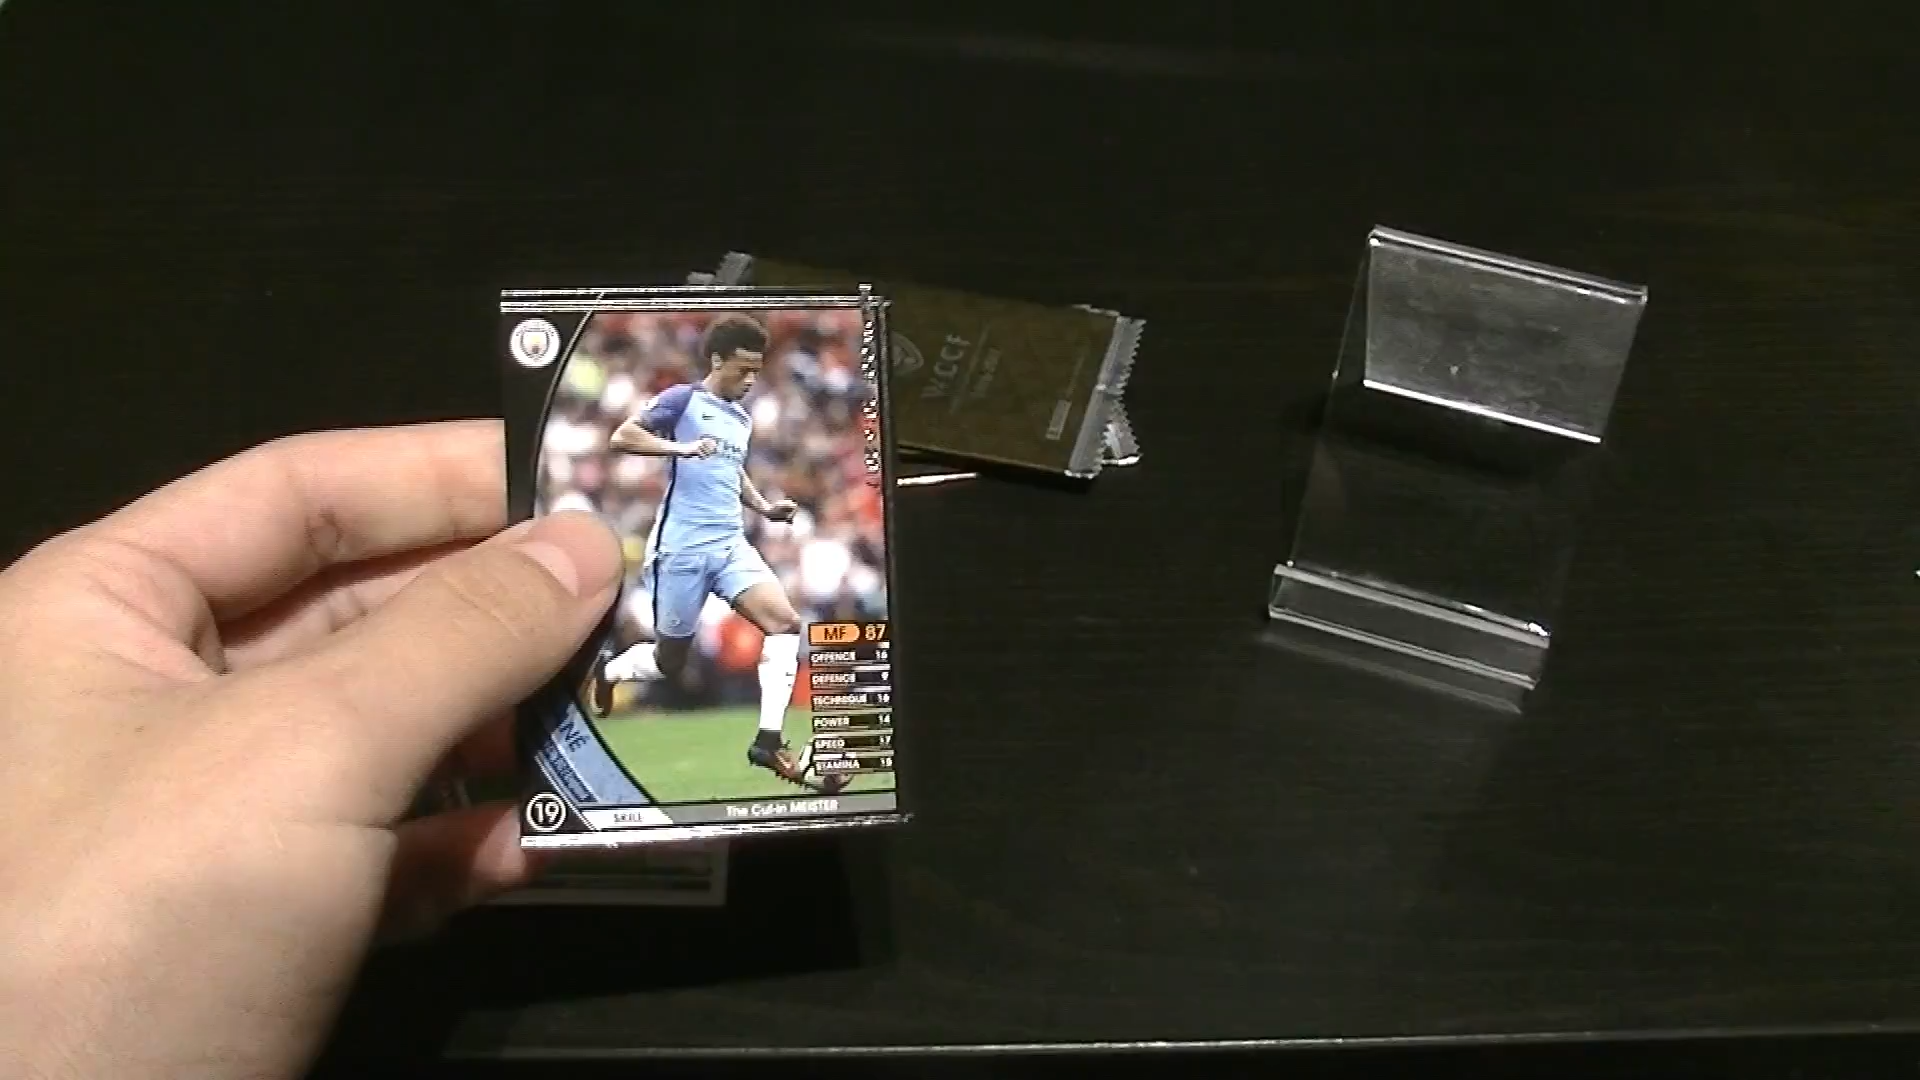 WCCF
MF 87
OFFENCE 16
DEFENCE 9
TECHNIQUE 16
POWER 14
SPEED 17
STAMINA 15
NÉ
19
SKILL
The Cut-in MEISTER